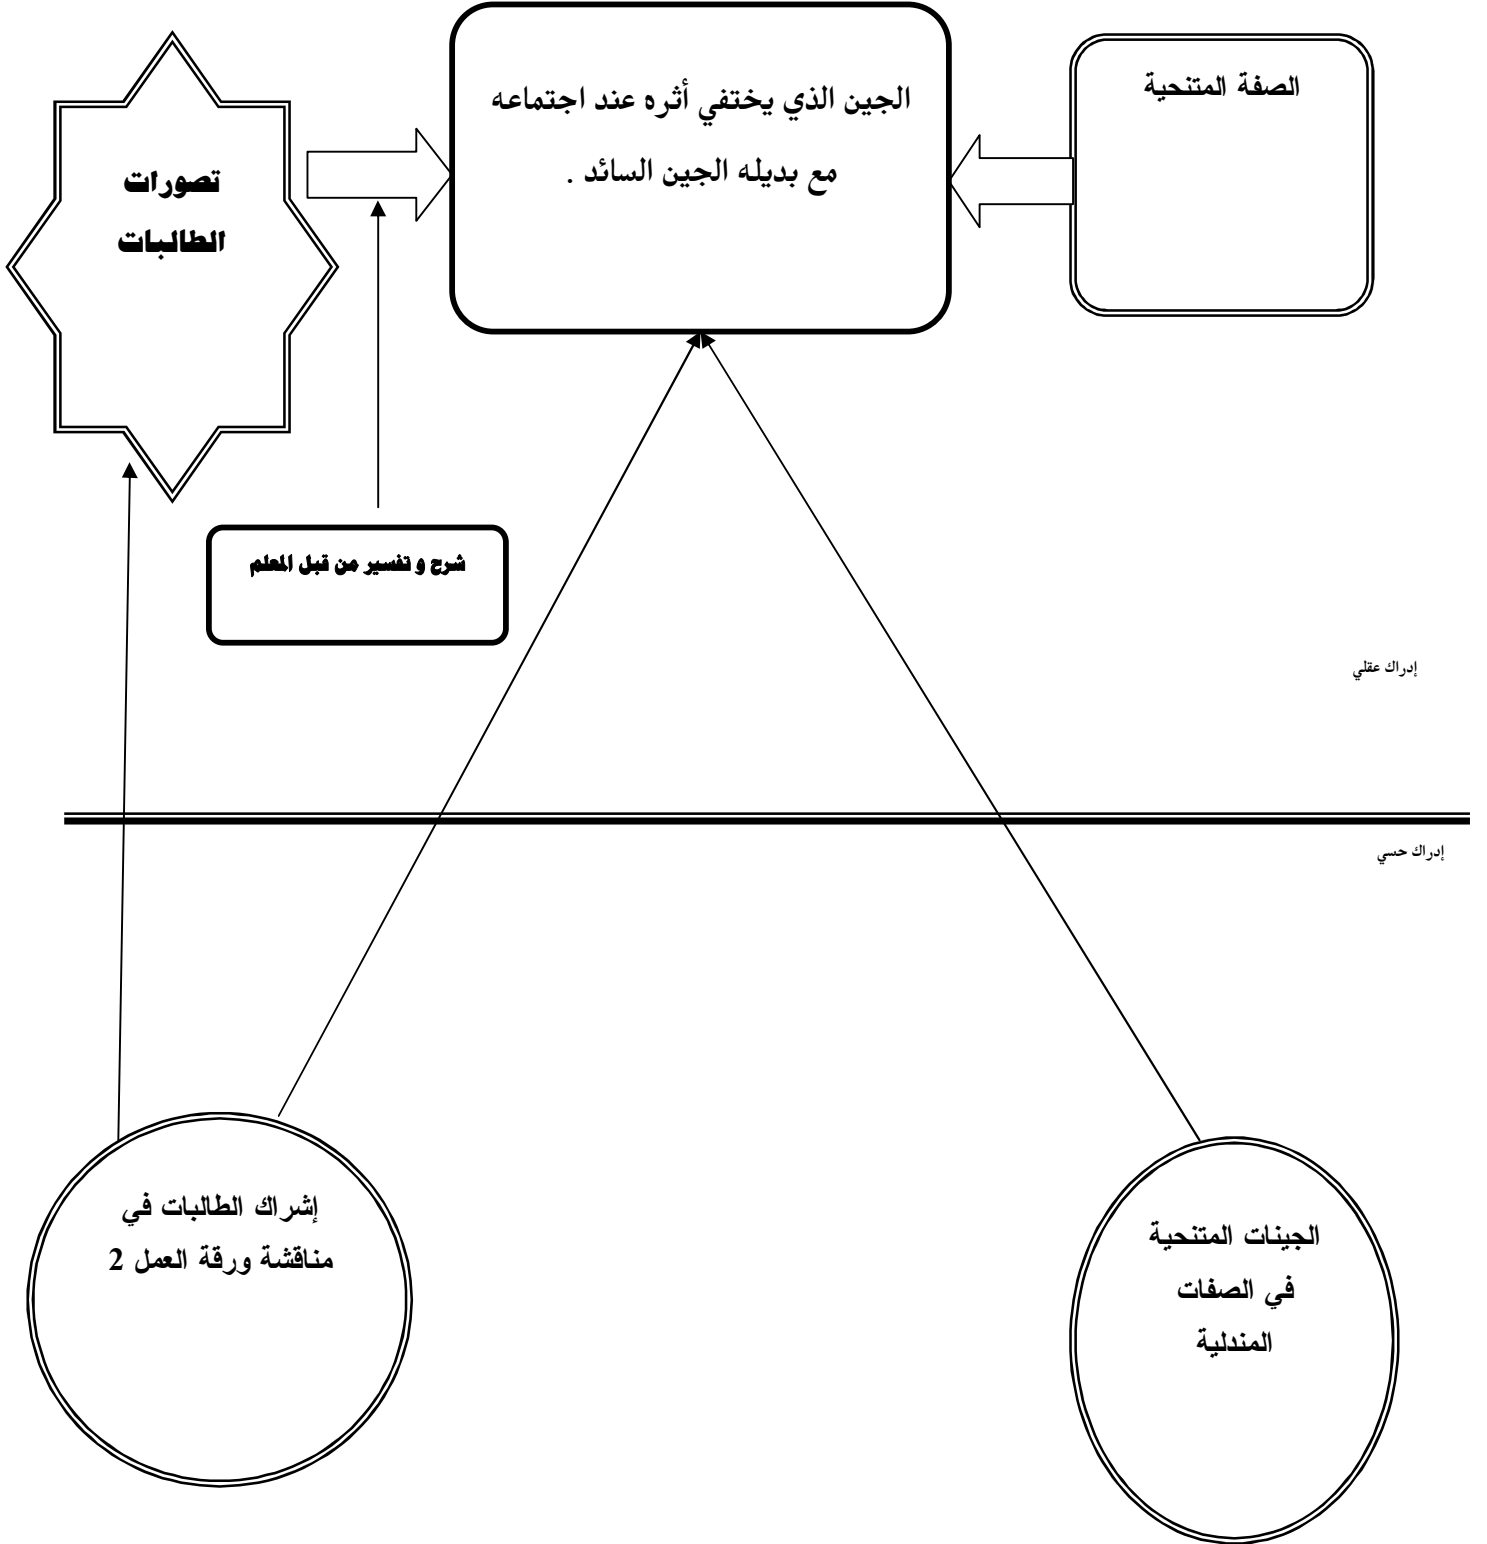 الصفة المتنحية
الجين الذي يختفي أثره عند اجتماعه
مع بديله الجين السائد .
تصورات
الطالبات
شرح و تفسير من قبل المعلم
إدراك عقلي
إدراك حسي
إشراك الطالبات في
مناقشة ورقة العمل 2
الجينات المتنحية
في الصفات
المندلية